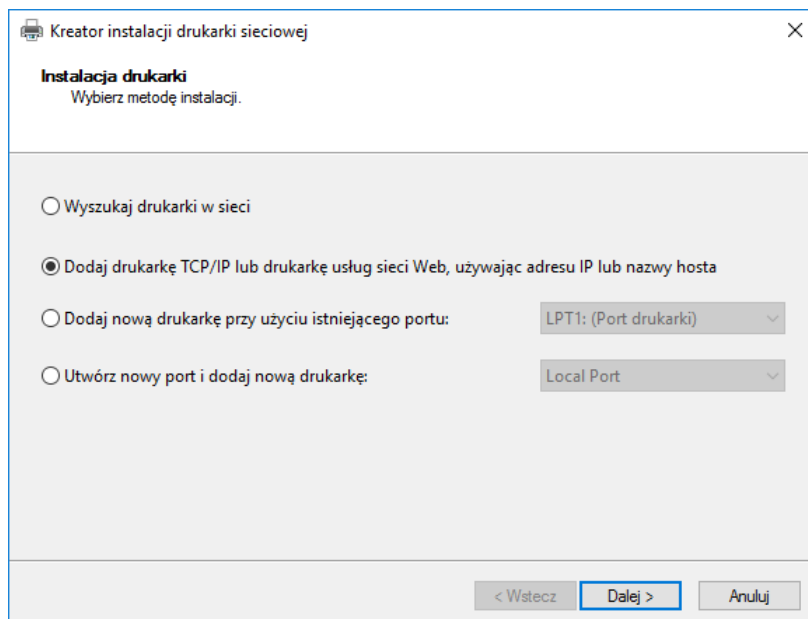 Kreator instalacji drukarki sieciowej
Instalacja drukarki
Wybierz metodę instalacji.
Wyszukaj drukarki w sieci
Dodaj drukarkę TCP/IP lub drukarkę usług sieci Web, używając adresu IP lub nazwy hosta
Dodaj nową drukarkę przy użyciu istniejącego portu: LPT1: (Port drukarki)
Utwórz nowy port i dodaj nową drukarkę: Local Port
< Wstecz Dalej > Anuluj